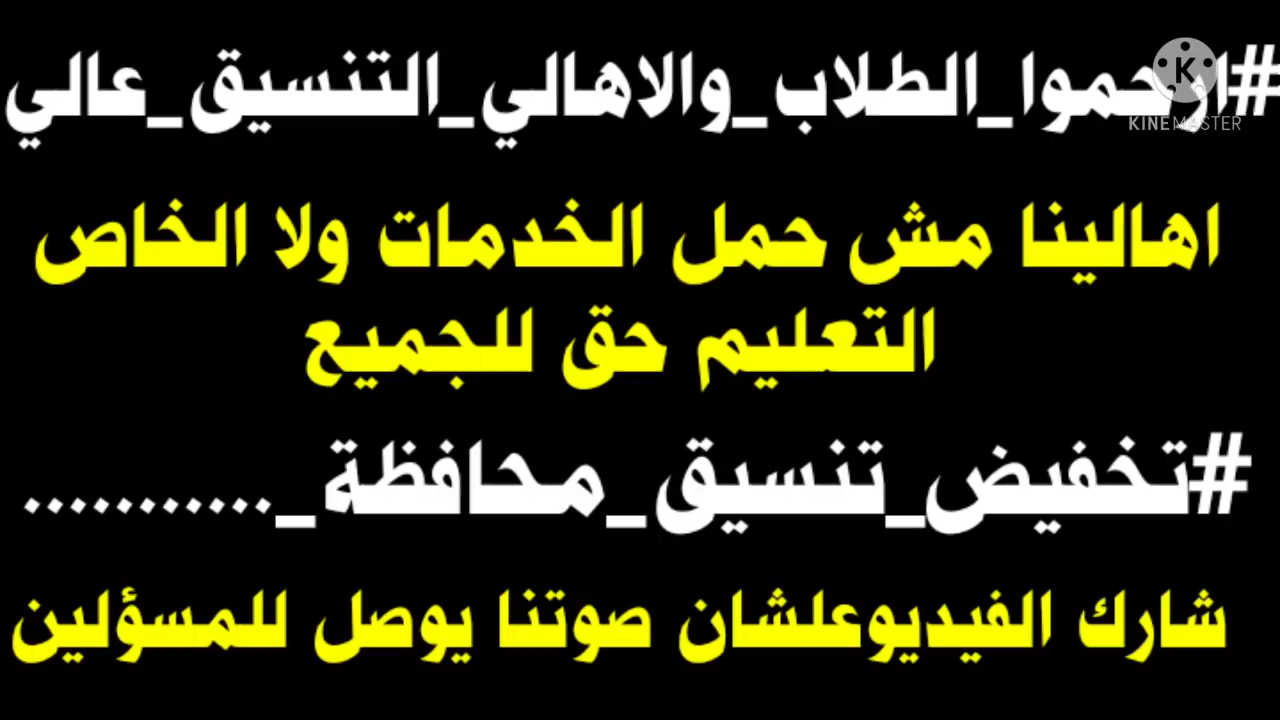 #ارحموا_الطلاب_والاهالي_التنسيق_عالي
KINEMASTER
اهالينا مش حمل الخدمات ولا الخاص
التعليم حق للجميع
#تخفيض_تنسيق_محافظة_...........
شارك الفيديوعلشان صوتنا يوصل للمسؤلين